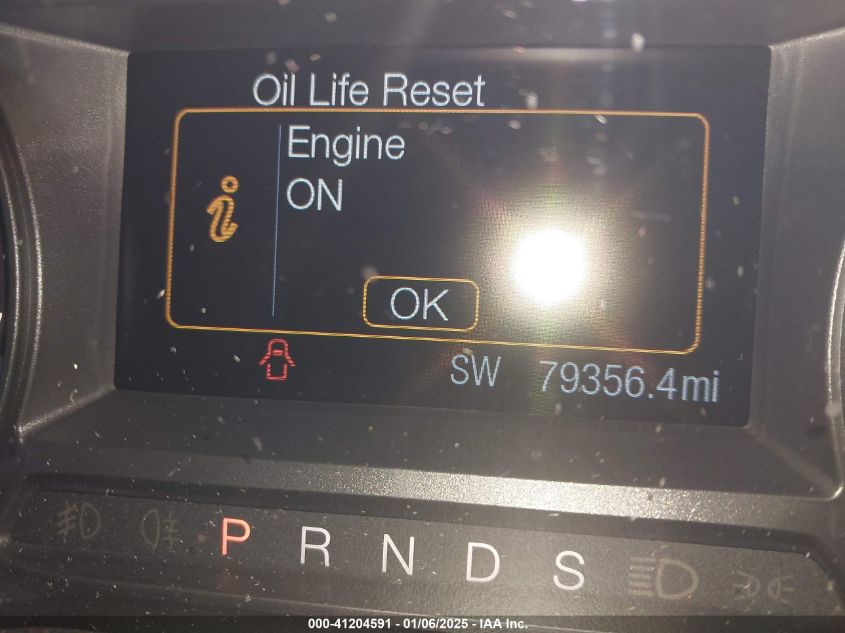 Oil Life Reset
Engine
ON
OK
SW 79356.4mi
P R N D S
000-41204591 - 01/06/2025 - IAA Inc.